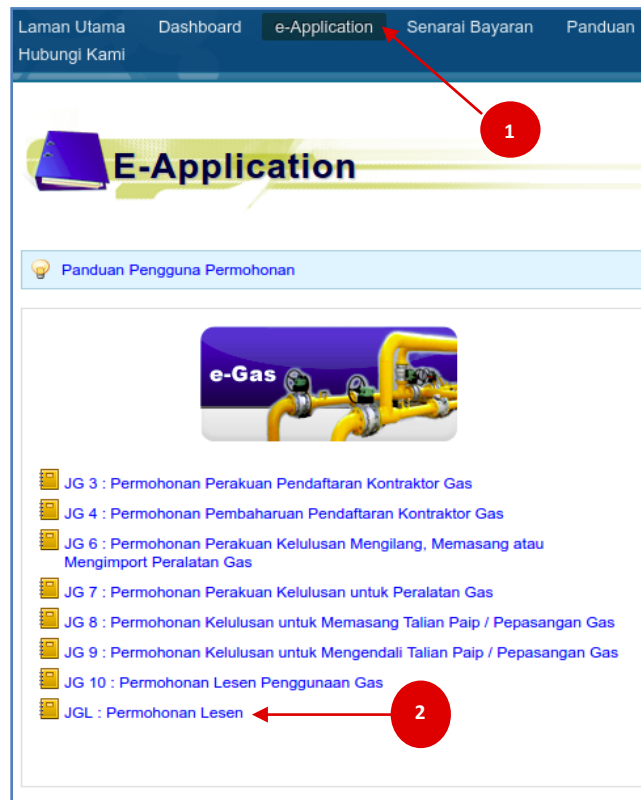 Laman Utama Dashboard e-Application Senarai Bayaran Panduan
Hubungi Kami
1
E-Application
Panduan Pengguna Permohonan
e-Gas
JG 3 : Permohonan Perakuan Pendaftaran Kontraktor Gas
JG 4 : Permohonan Pembaharuan Pendaftaran Kontraktor Gas
JG 6 : Permohonan Perakuan Kelulusan Mengilang, Memasang atau
Mengimport Peralatan Gas
JG 7 : Permohonan Perakuan Kelulusan untuk Peralatan Gas
JG 8 : Permohonan Kelulusan untuk Memasang Talian Paip / Pepasangan Gas
JG 9 : Permohonan Kelulusan untuk Mengendali Talian Paip / Pepasangan Gas
JG 10 : Permohonan Lesen Penggunaan Gas
JGL : Permohonan Lesen 2